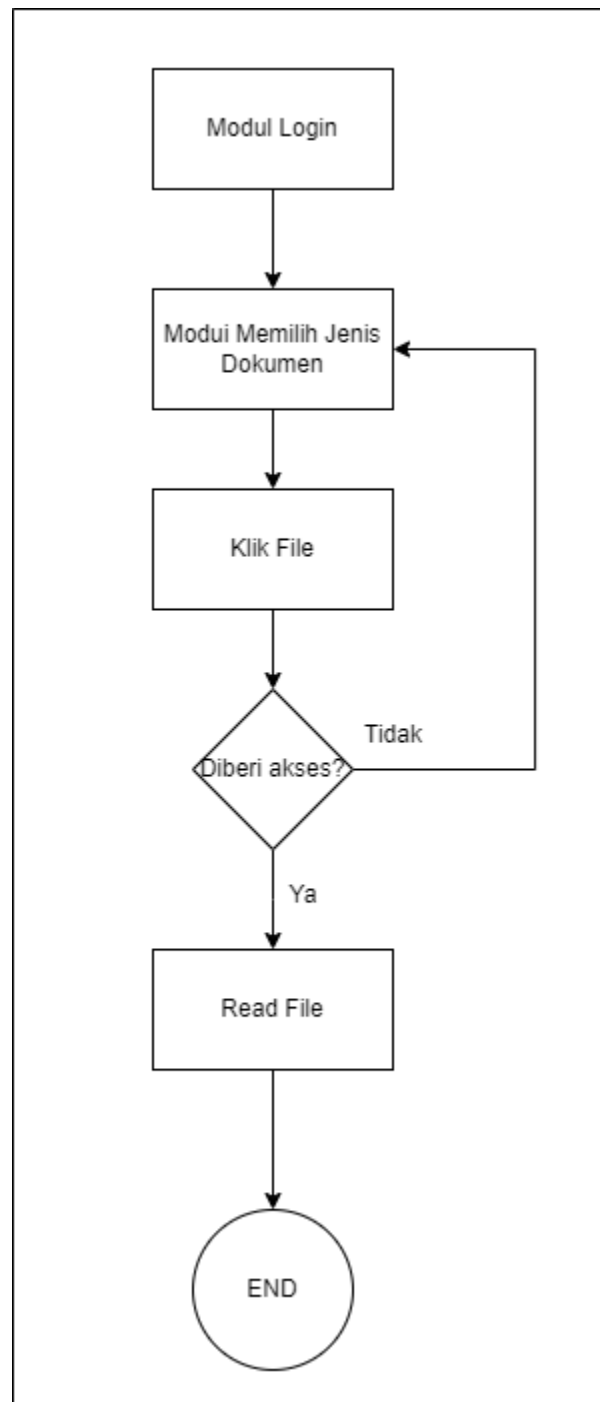 Modul Login
Modui Memilih Jenis
Dokumen
Klik File
Diberi akses?
Tidak
Ya
Read File
END